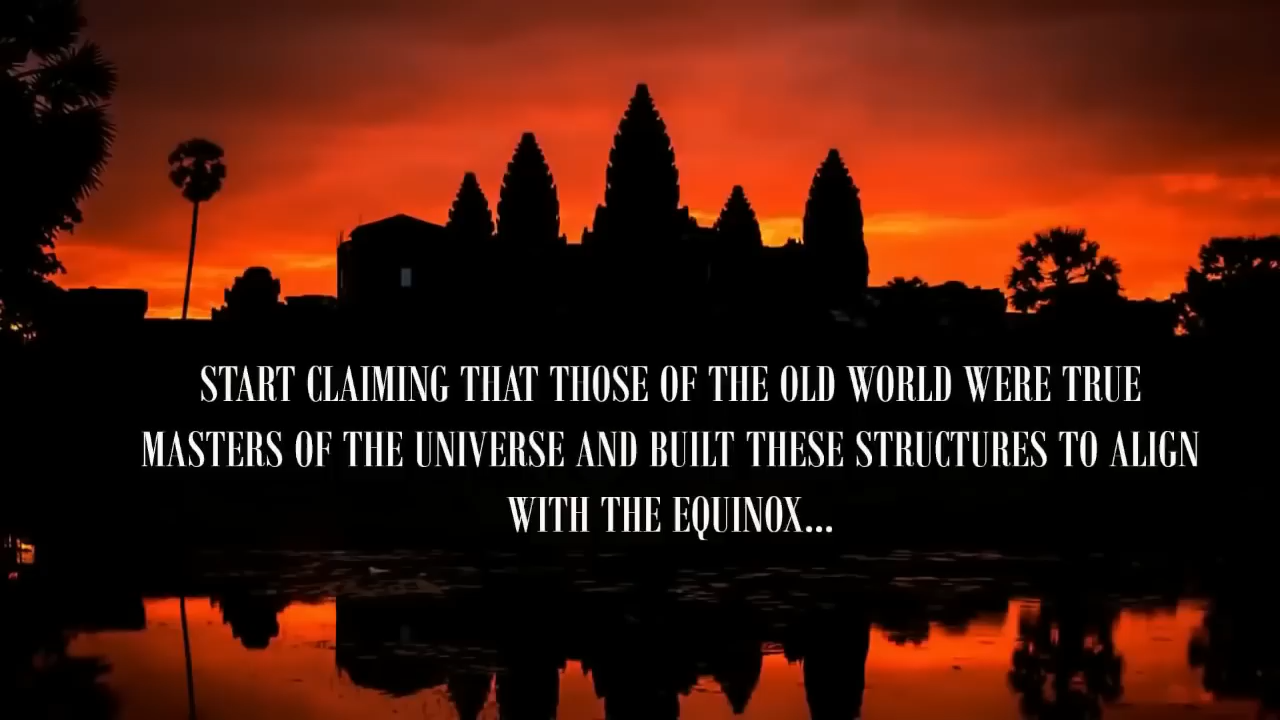 START CLAIMING THAT THOSE OF THE OLD WORLD WERE TRUE
MASTERS OF THE UNIVERSE AND BUILT THESE STRUCTURES TO ALIGN
WITH THE EQUINOX...